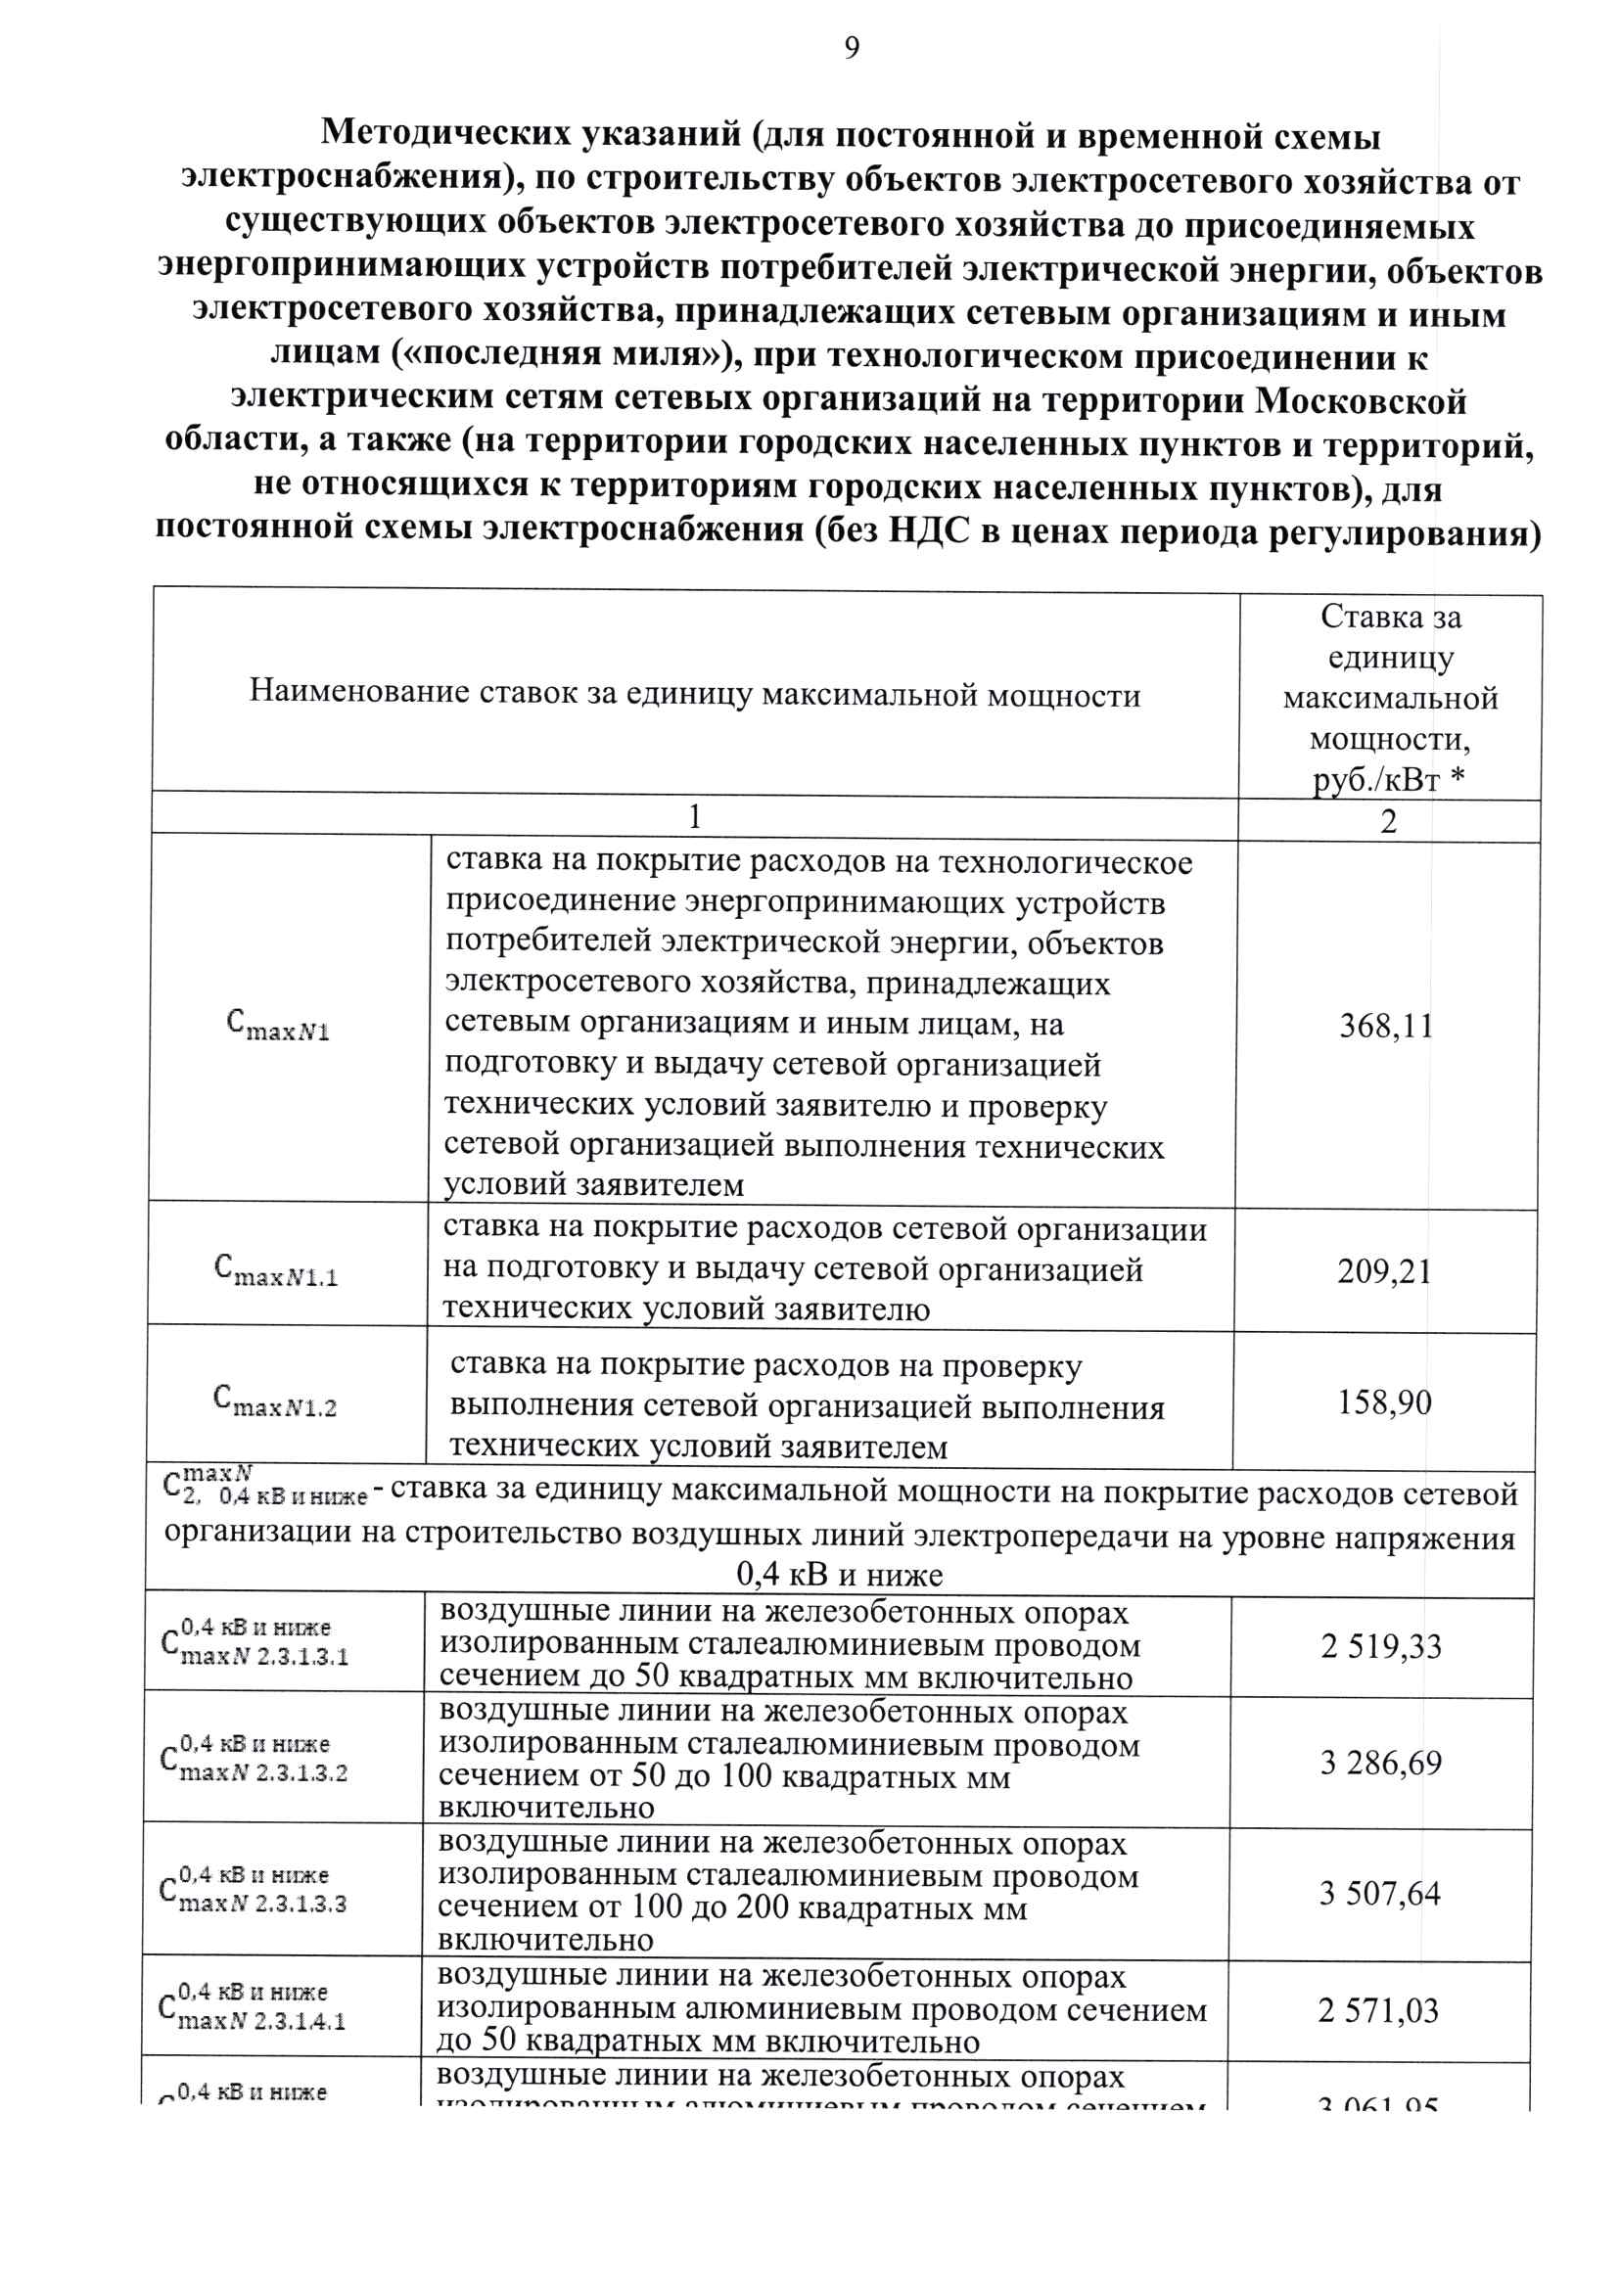 9
Методических указаний (для постоянной и временной схемы
электроснабжения), по строительству объектов электросетевого хозяйства от
существующих объектов электросетевого хозяйства до присоединяемых
энергопринимающих устройств потребителей электрической энергии, объектов
электросетевого хозяйства, принадлежащих сетевым организациям и иным
лицам («последняя миля»), при технологическом присоединении к
электрическим сетям сетевых организаций на территории Московской
области, а также (на территории городских населенных пунктов и территорий,
не относящихся к территориям городских населенных пунктов), для
постоянной схемы электроснабжения (без НДС в ценах периода регулирования)
Наименование ставок за единицу максимальной мощности
Ставка за
единицу
максимальной
мощности,
руб./кВт *
1
2
CmaxN1
ставка на покрытие расходов на технологическое
присоединение энергопринимающих устройств
потребителей электрической энергии, объектов
электросетевого хозяйства, принадлежащих
сетевым организациям и иным лицам, на
подготовку и выдачу сетевой организацией
технических условий заявителю и проверку
сетевой организацией выполнения технических
условий заявителем
368,11
CmaxN1.1
ставка на покрытие расходов сетевой организации
на подготовку и выдачу сетевой организацией
технических условий заявителю
209,21
CmaxN1.2
ставка на покрытие расходов на проверку
выполнения сетевой организацией выполнения
технических условий заявителем
158,90
C maxN 2, 0,4 кВ и ниже - ставка за единицу максимальной мощности на покрытие расходов сетевой
организации на строительство воздушных линий электропередачи на уровне напряжения
0,4 кВ и ниже
C 0,4 кВ и ниже
maxN 2.3.1.3.1
воздушные линии на железобетонных опорах
изолированным сталеалюминиевым проводом
сечением до 50 квадратных мм включительно
2 519,33
C 0,4 кВ и ниже
maxN 2.3.1.3.2
воздушные линии на железобетонных опорах
изолированным сталеалюминиевым проводом
сечением от 50 до 100 квадратных мм
включительно
3 286,69
C 0,4 кВ и ниже
maxN 2.3.1.3.3
воздушные линии на железобетонных опорах
изолированным сталеалюминиевым проводом
сечением от 100 до 200 квадратных мм
включительно
3 507,64
C 0,4 кВ и ниже
maxN 2.3.1.4.1
воздушные линии на железобетонных опорах
изолированным алюминиевым проводом сечением
до 50 квадратных мм включительно
2 571,03
C 0,4 кВ и ниже
воздушные линии на железобетонных опорах
изолированным алюминиевым проводом сечением
3 061,95